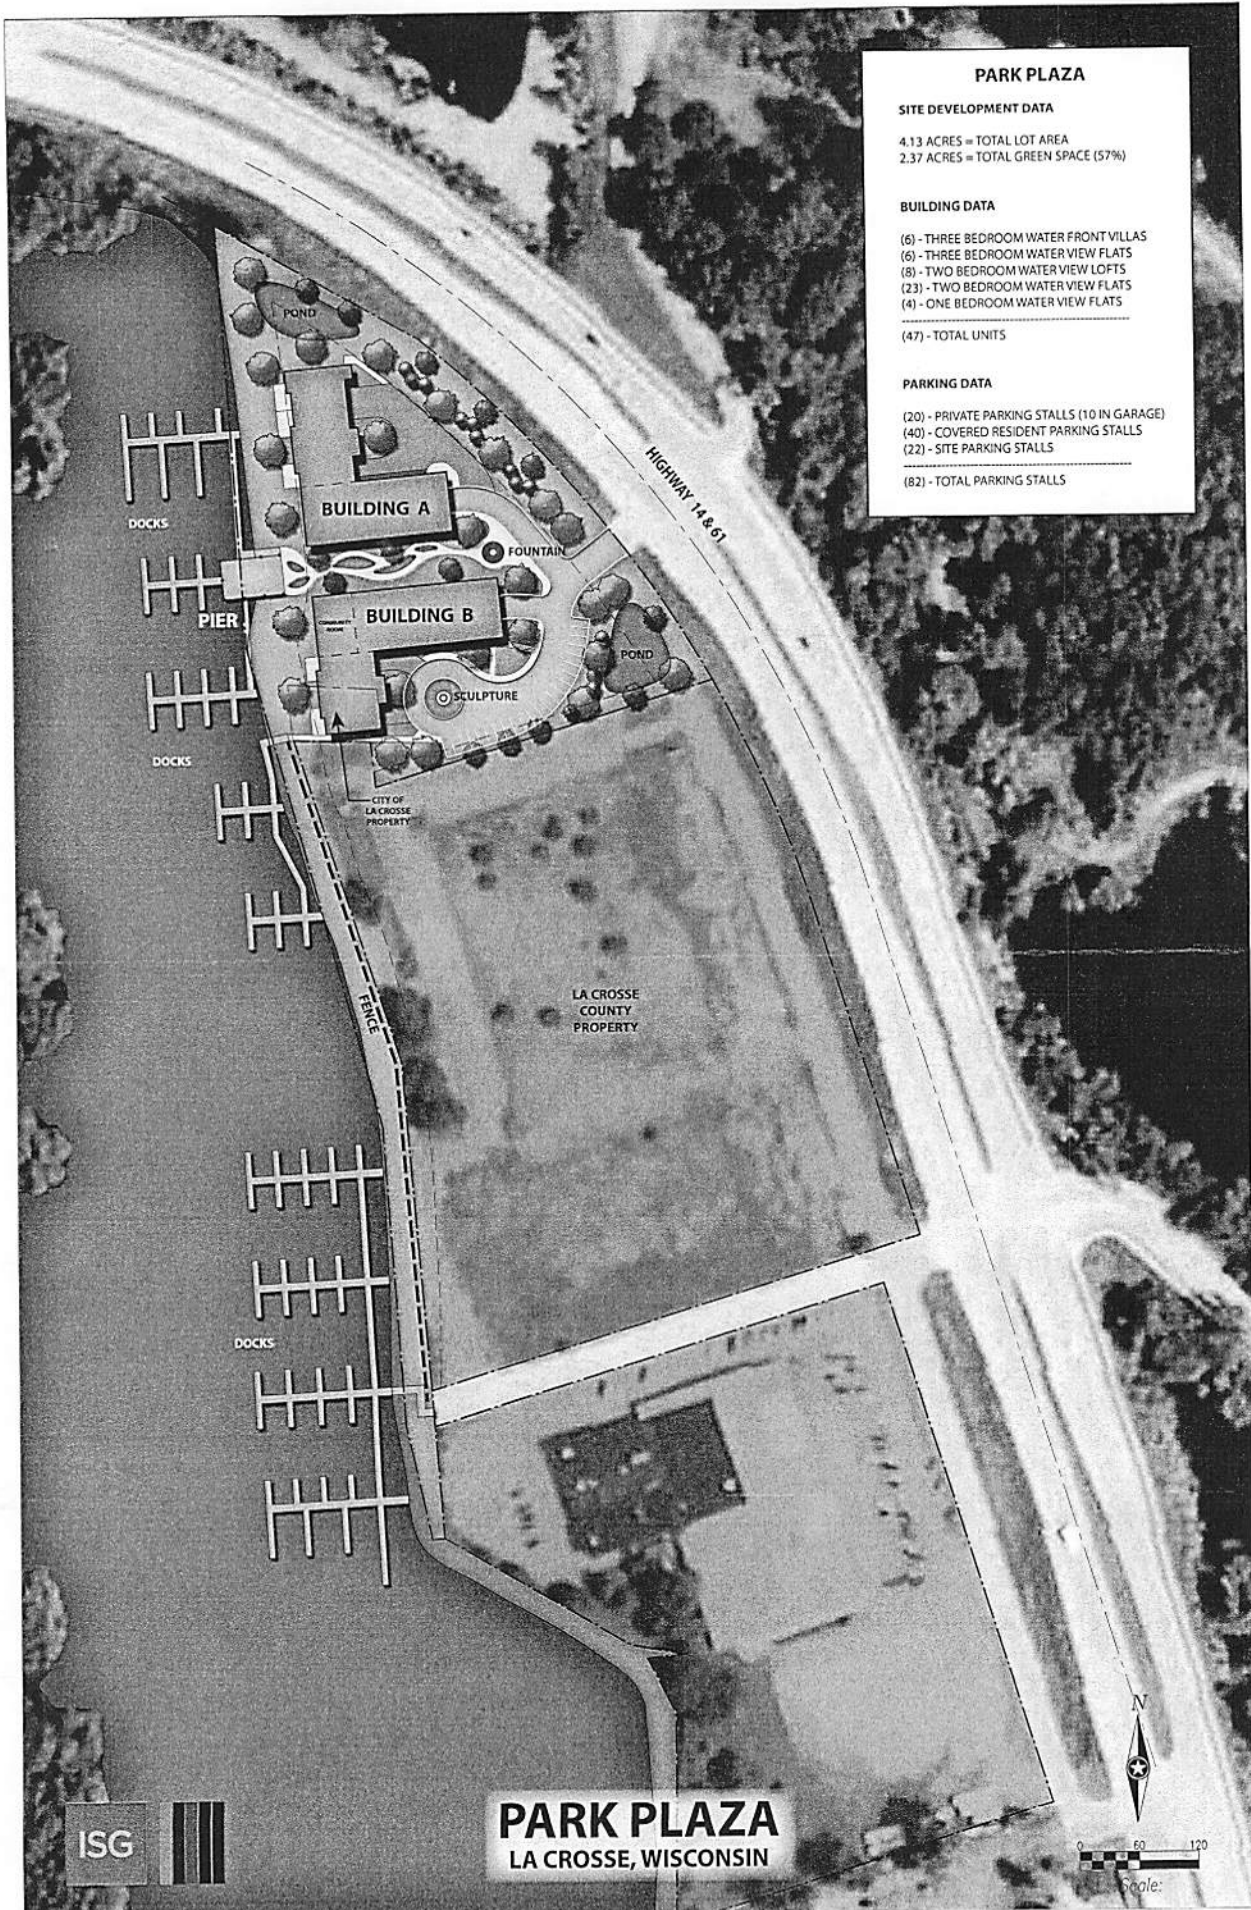 PARK PLAZA
SITE DEVELOPMENT DATA
4.13 ACRES = TOTAL LOT AREA
2.37 ACRES = TOTAL GREEN SPACE (57%)
BUILDING DATA
(6) - THREE BEDROOM WATER FRONT VILLAS
(6) - THREE BEDROOM WATER VIEW FLATS
(8) - TWO BEDROOM WATER VIEW LOFTS
(23) - TWO BEDROOM WATER VIEW FLATS
(4) - ONE BEDROOM WATER VIEW FLATS
(47) - TOTAL UNITS
PARKING DATA
(20) - PRIVATE PARKING STALLS (10 IN GARAGE)
(40) - COVERED RESIDENT PARKING STALLS
(22) - SITE PARKING STALLS
(82) - TOTAL PARKING STALLS
POND
HIGHWAY 14 & 61
BUILDING A
DOCKS
FOUNTAIN
PIER
BUILDING B
COMMUNITY
ROOM
POND
SCULPTURE
DOCKS
CITY OF
LA CROSSE
PROPERTY
FENCE
LA CROSSE
COUNTY
PROPERTY
DOCKS
N
ISG
PARK PLAZA
LA CROSSE, WISCONSIN
0 60 120
Scale: